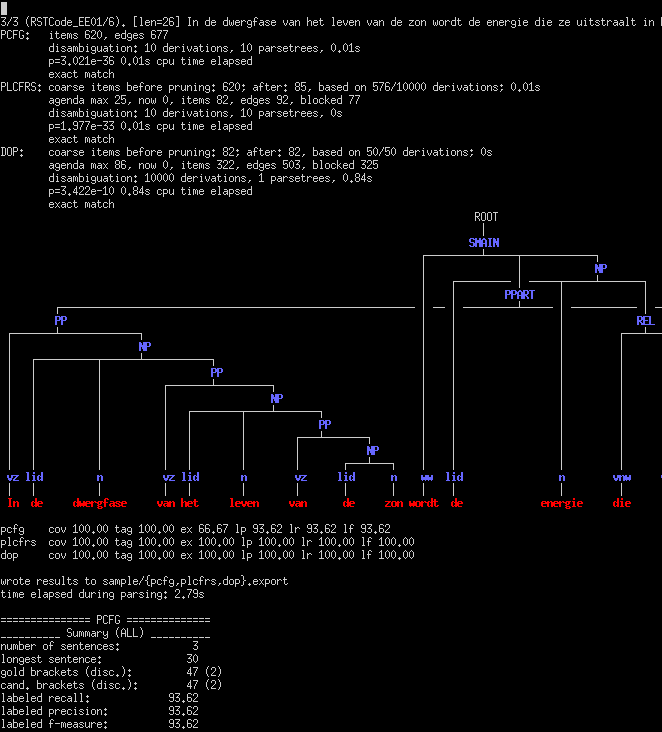 3/3 (RSTCode_EE01/6). [len=26] In de dwergfase van het leven van de zon wordt de energie die ze uitstraalt in
PCFG: items 620, edges 677
disambiguation: 10 derivations, 10 parsetrees, 0.01s
p=3.021e-36 0.01s cpu time elapsed
exact match
PLCFRS: coarse items before pruning: 620; after: 85, based on 576/10000 derivations; 0.01s
agenda max 25, now 0, items 82, edges 92, blocked 77
disambiguation: 10 derivations, 10 parsetrees, 0s
p=1.977e-33 0.01s cpu time elapsed
exact match
DOP: coarse items before pruning: 82; after: 82, based on 50/50 derivations; 0s
agenda max 86, now 0, items 322, edges 503, blocked 325
disambiguation: 10000 derivations, 1 parsetrees, 0.84s
p=3.422e-10 0.84s cpu time elapsed
exact match
ROOT
SMAIN
NP
PPART
PP REL
NP
PP
NP
PP
NP
vz lid n vz lid n vz lid n ww lid n vnw
In de dwergfase van het leven van de zon wordt de energie die
pcfg cov 100.00 tag 100.00 ex 66.67 lp 93.62 lr 93.62 lf 93.62
plcfrs cov 100.00 tag 100.00 ex 100.00 lp 100.00 lr 100.00 lf 100.00
dop cov 100.00 tag 100.00 ex 100.00 lp 100.00 lr 100.00 lf 100.00
wrote results to sample/{pcfg,plcfrs,dop}.export
time elapsed during parsing: 2.79s
=============== PCFG ==============
__________ Summary (ALL) __________
number of sentences: 3
longest sentence: 30
gold brackets (disc.): 47 (2)
cand. brackets (disc.): 47 (2)
labeled recall: 93.62
labeled precision: 93.62
labeled f-measure: 93.62